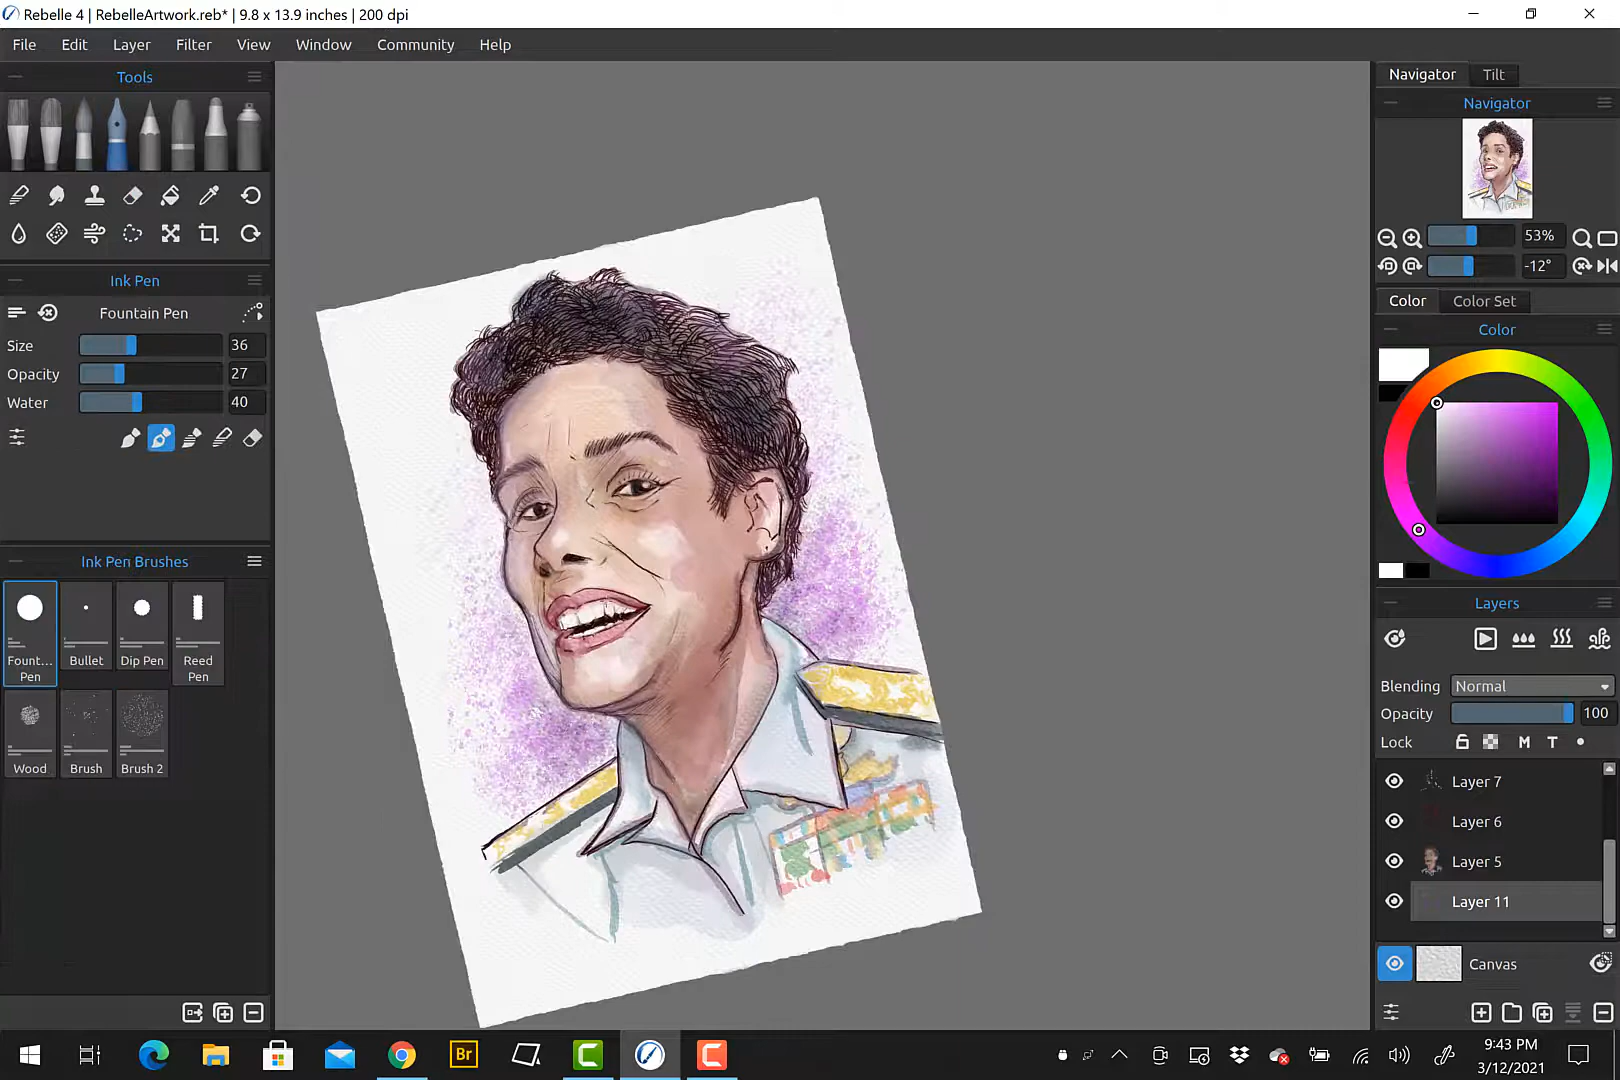 Rebelle 4 | RebelleArtwork.reb* | 9.8 x 13.9 inches | 200 dpi
File Edit Layer Filter View Window Community Help
Tools
Ink Pen
Fountain Pen
Size 36
Opacity 27
Water 40
Ink Pen Brushes
Fount... Pen
Bullet
Dip Pen
Reed Pen
Wood
Brush
Brush 2
Navigator Tilt
Navigator
53%
-12°
Color Color Set
Color
Layers
Blending Normal
Opacity 100
Lock M T
Layer 7
Layer 6
Layer 5
Layer 11
Canvas
Br
9:43 PM
3/12/2021